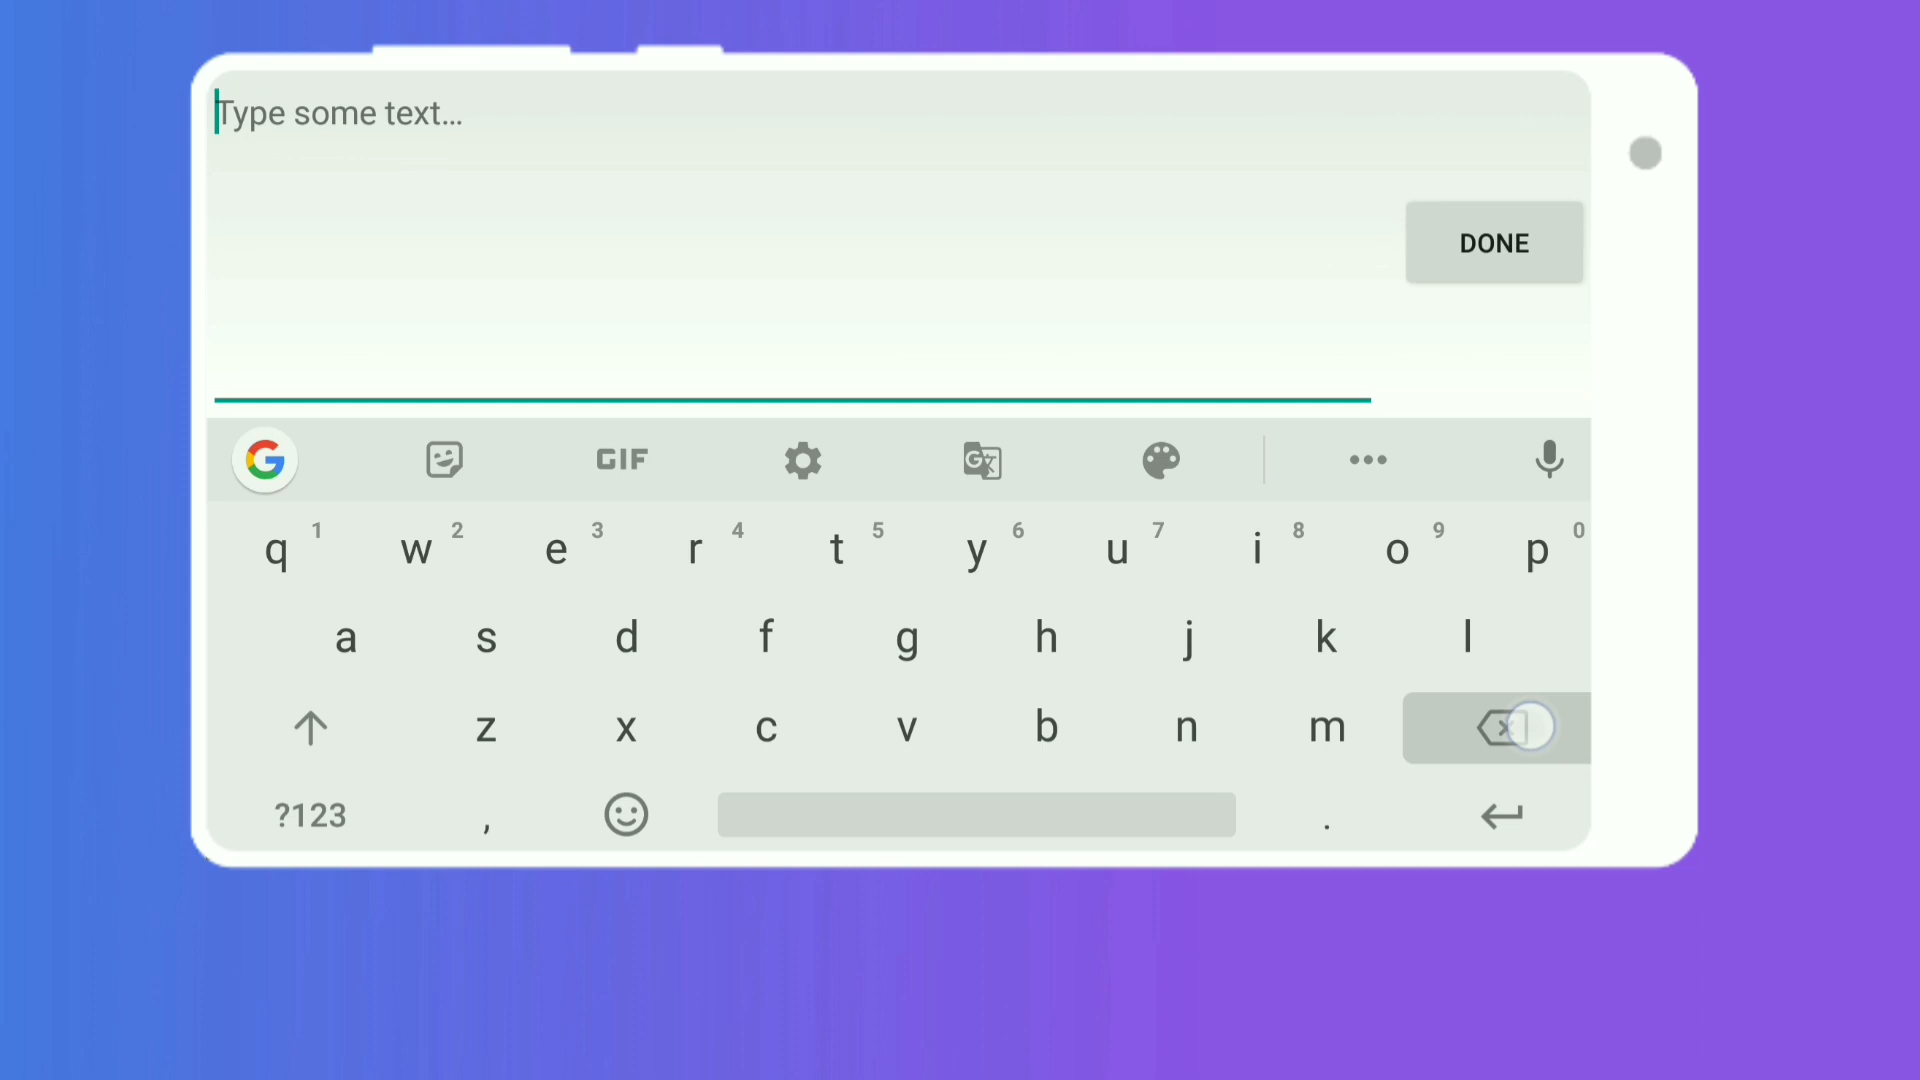 Type some text...
DONE
G GIF G
q 1 w 2 e 3 r 4 t 5 y 6 u 7 i 8 o 9 p 0
a s d f g h j k l
z x c v b n m
?123 , .